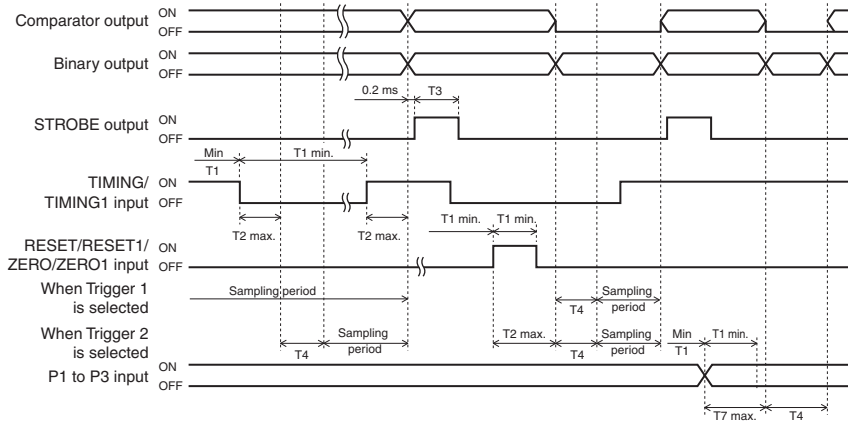 Comparator output ON
OFF
Binary output ON
OFF
0.2 ms T3
STROBE output ON
OFF
Min T1 min.
T1
TIMING/ ON
TIMING1 input OFF
T2 max. T2 max. T1 min. T1 min.
RESET/RESET1/ ON
ZERO/ZERO1 input OFF
When Trigger 1 Sampling period Sampling
is selected T4 period
When Trigger 2 Sampling T2 max. Sampling Min T1 min.
is selected T4 period T4 period T1
P1 to P3 input ON
OFF
T7 max. T4